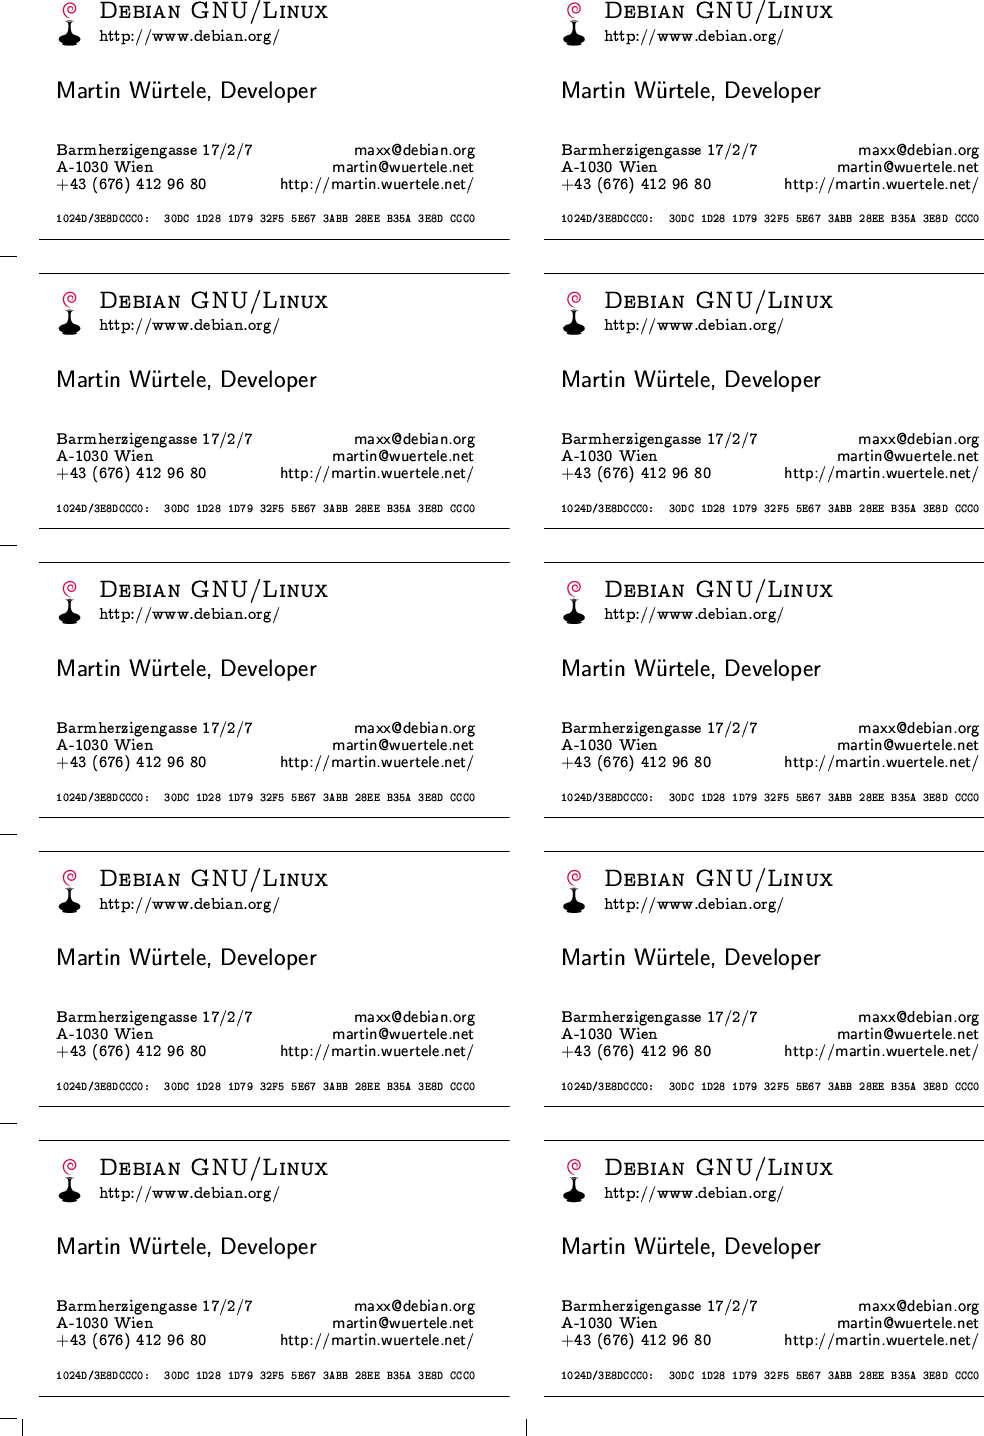 Debian GNU/Linux
http://www.debian.org/
Martin Würtele, Developer
Barmherzigengasse 17/2/7 maxx@debian.org
A-1030 Wien martin@wuertele.net
+43 (676) 412 96 80 http://martin.wuertele.net/
1024D/3E8DCCC0: 30DC 1D28 1D79 32F5 5E67 3ABB 28EE B35A 3E8D CCC0
Debian GNU/Linux
http://www.debian.org/
Martin Würtele, Developer
Barmherzigengasse 17/2/7 maxx@debian.org
A-1030 Wien martin@wuertele.net
+43 (676) 412 96 80 http://martin.wuertele.net/
1024D/3E8DCCC0: 30DC 1D28 1D79 32F5 5E67 3ABB 28EE B35A 3E8D CCC0
Debian GNU/Linux
http://www.debian.org/
Martin Würtele, Developer
Barmherzigengasse 17/2/7 maxx@debian.org
A-1030 Wien martin@wuertele.net
+43 (676) 412 96 80 http://martin.wuertele.net/
1024D/3E8DCCC0: 30DC 1D28 1D79 32F5 5E67 3ABB 28EE B35A 3E8D CCC0
Debian GNU/Linux
http://www.debian.org/
Martin Würtele, Developer
Barmherzigengasse 17/2/7 maxx@debian.org
A-1030 Wien martin@wuertele.net
+43 (676) 412 96 80 http://martin.wuertele.net/
1024D/3E8DCCC0: 30DC 1D28 1D79 32F5 5E67 3ABB 28EE B35A 3E8D CCC0
Debian GNU/Linux
http://www.debian.org/
Martin Würtele, Developer
Barmherzigengasse 17/2/7 maxx@debian.org
A-1030 Wien martin@wuertele.net
+43 (676) 412 96 80 http://martin.wuertele.net/
1024D/3E8DCCC0: 30DC 1D28 1D79 32F5 5E67 3ABB 28EE B35A 3E8D CCC0
Debian GNU/Linux
http://www.debian.org/
Martin Würtele, Developer
Barmherzigengasse 17/2/7 maxx@debian.org
A-1030 Wien martin@wuertele.net
+43 (676) 412 96 80 http://martin.wuertele.net/
1024D/3E8DCCC0: 30DC 1D28 1D79 32F5 5E67 3ABB 28EE B35A 3E8D CCC0
Debian GNU/Linux
http://www.debian.org/
Martin Würtele, Developer
Barmherzigengasse 17/2/7 maxx@debian.org
A-1030 Wien martin@wuertele.net
+43 (676) 412 96 80 http://martin.wuertele.net/
1024D/3E8DCCC0: 30DC 1D28 1D79 32F5 5E67 3ABB 28EE B35A 3E8D CCC0
Debian GNU/Linux
http://www.debian.org/
Martin Würtele, Developer
Barmherzigengasse 17/2/7 maxx@debian.org
A-1030 Wien martin@wuertele.net
+43 (676) 412 96 80 http://martin.wuertele.net/
1024D/3E8DCCC0: 30DC 1D28 1D79 32F5 5E67 3ABB 28EE B35A 3E8D CCC0
Debian GNU/Linux
http://www.debian.org/
Martin Würtele, Developer
Barmherzigengasse 17/2/7 maxx@debian.org
A-1030 Wien martin@wuertele.net
+43 (676) 412 96 80 http://martin.wuertele.net/
1024D/3E8DCCC0: 30DC 1D28 1D79 32F5 5E67 3ABB 28EE B35A 3E8D CCC0
Debian GNU/Linux
http://www.debian.org/
Martin Würtele, Developer
Barmherzigengasse 17/2/7 maxx@debian.org
A-1030 Wien martin@wuertele.net
+43 (676) 412 96 80 http://martin.wuertele.net/
1024D/3E8DCCC0: 30DC 1D28 1D79 32F5 5E67 3ABB 28EE B35A 3E8D CCC0